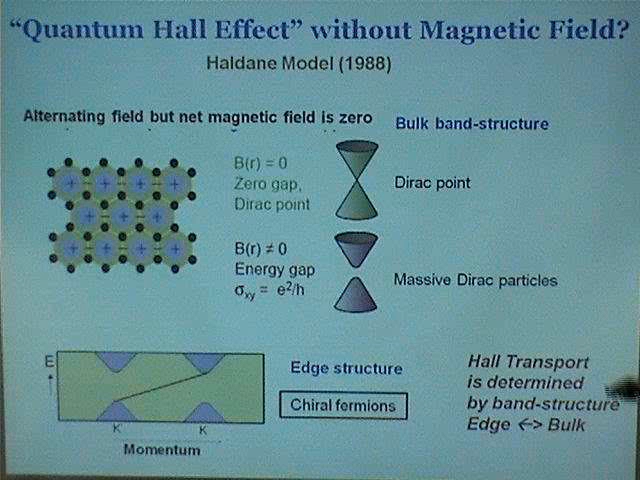 "Quantum Hall Effect" without Magnetic Field?
Haldane Model (1988)
Alternating field but net magnetic field is zero
Bulk band-structure
B(r) = 0
Zero gap,
Dirac point
Dirac point
B(r) ≠ 0
Energy gap
σxy = e²/h
Massive Dirac particles
E
K
K'
Momentum
Edge structure
Chiral fermions
Hall Transport
is determined
by band-structure
Edge <-> Bulk